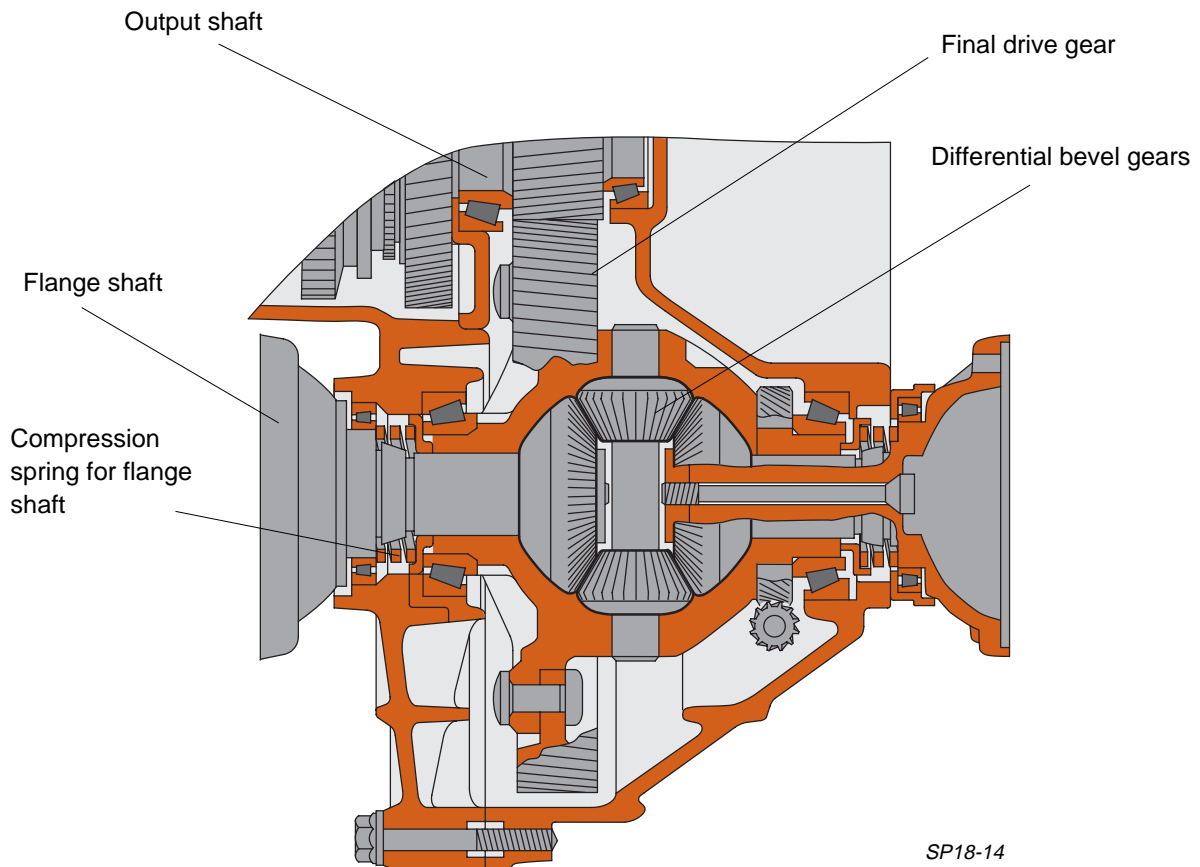 Output shaft
Final drive gear
Differential bevel gears
Flange shaft
Compression
spring for flange
shaft
SP18-14